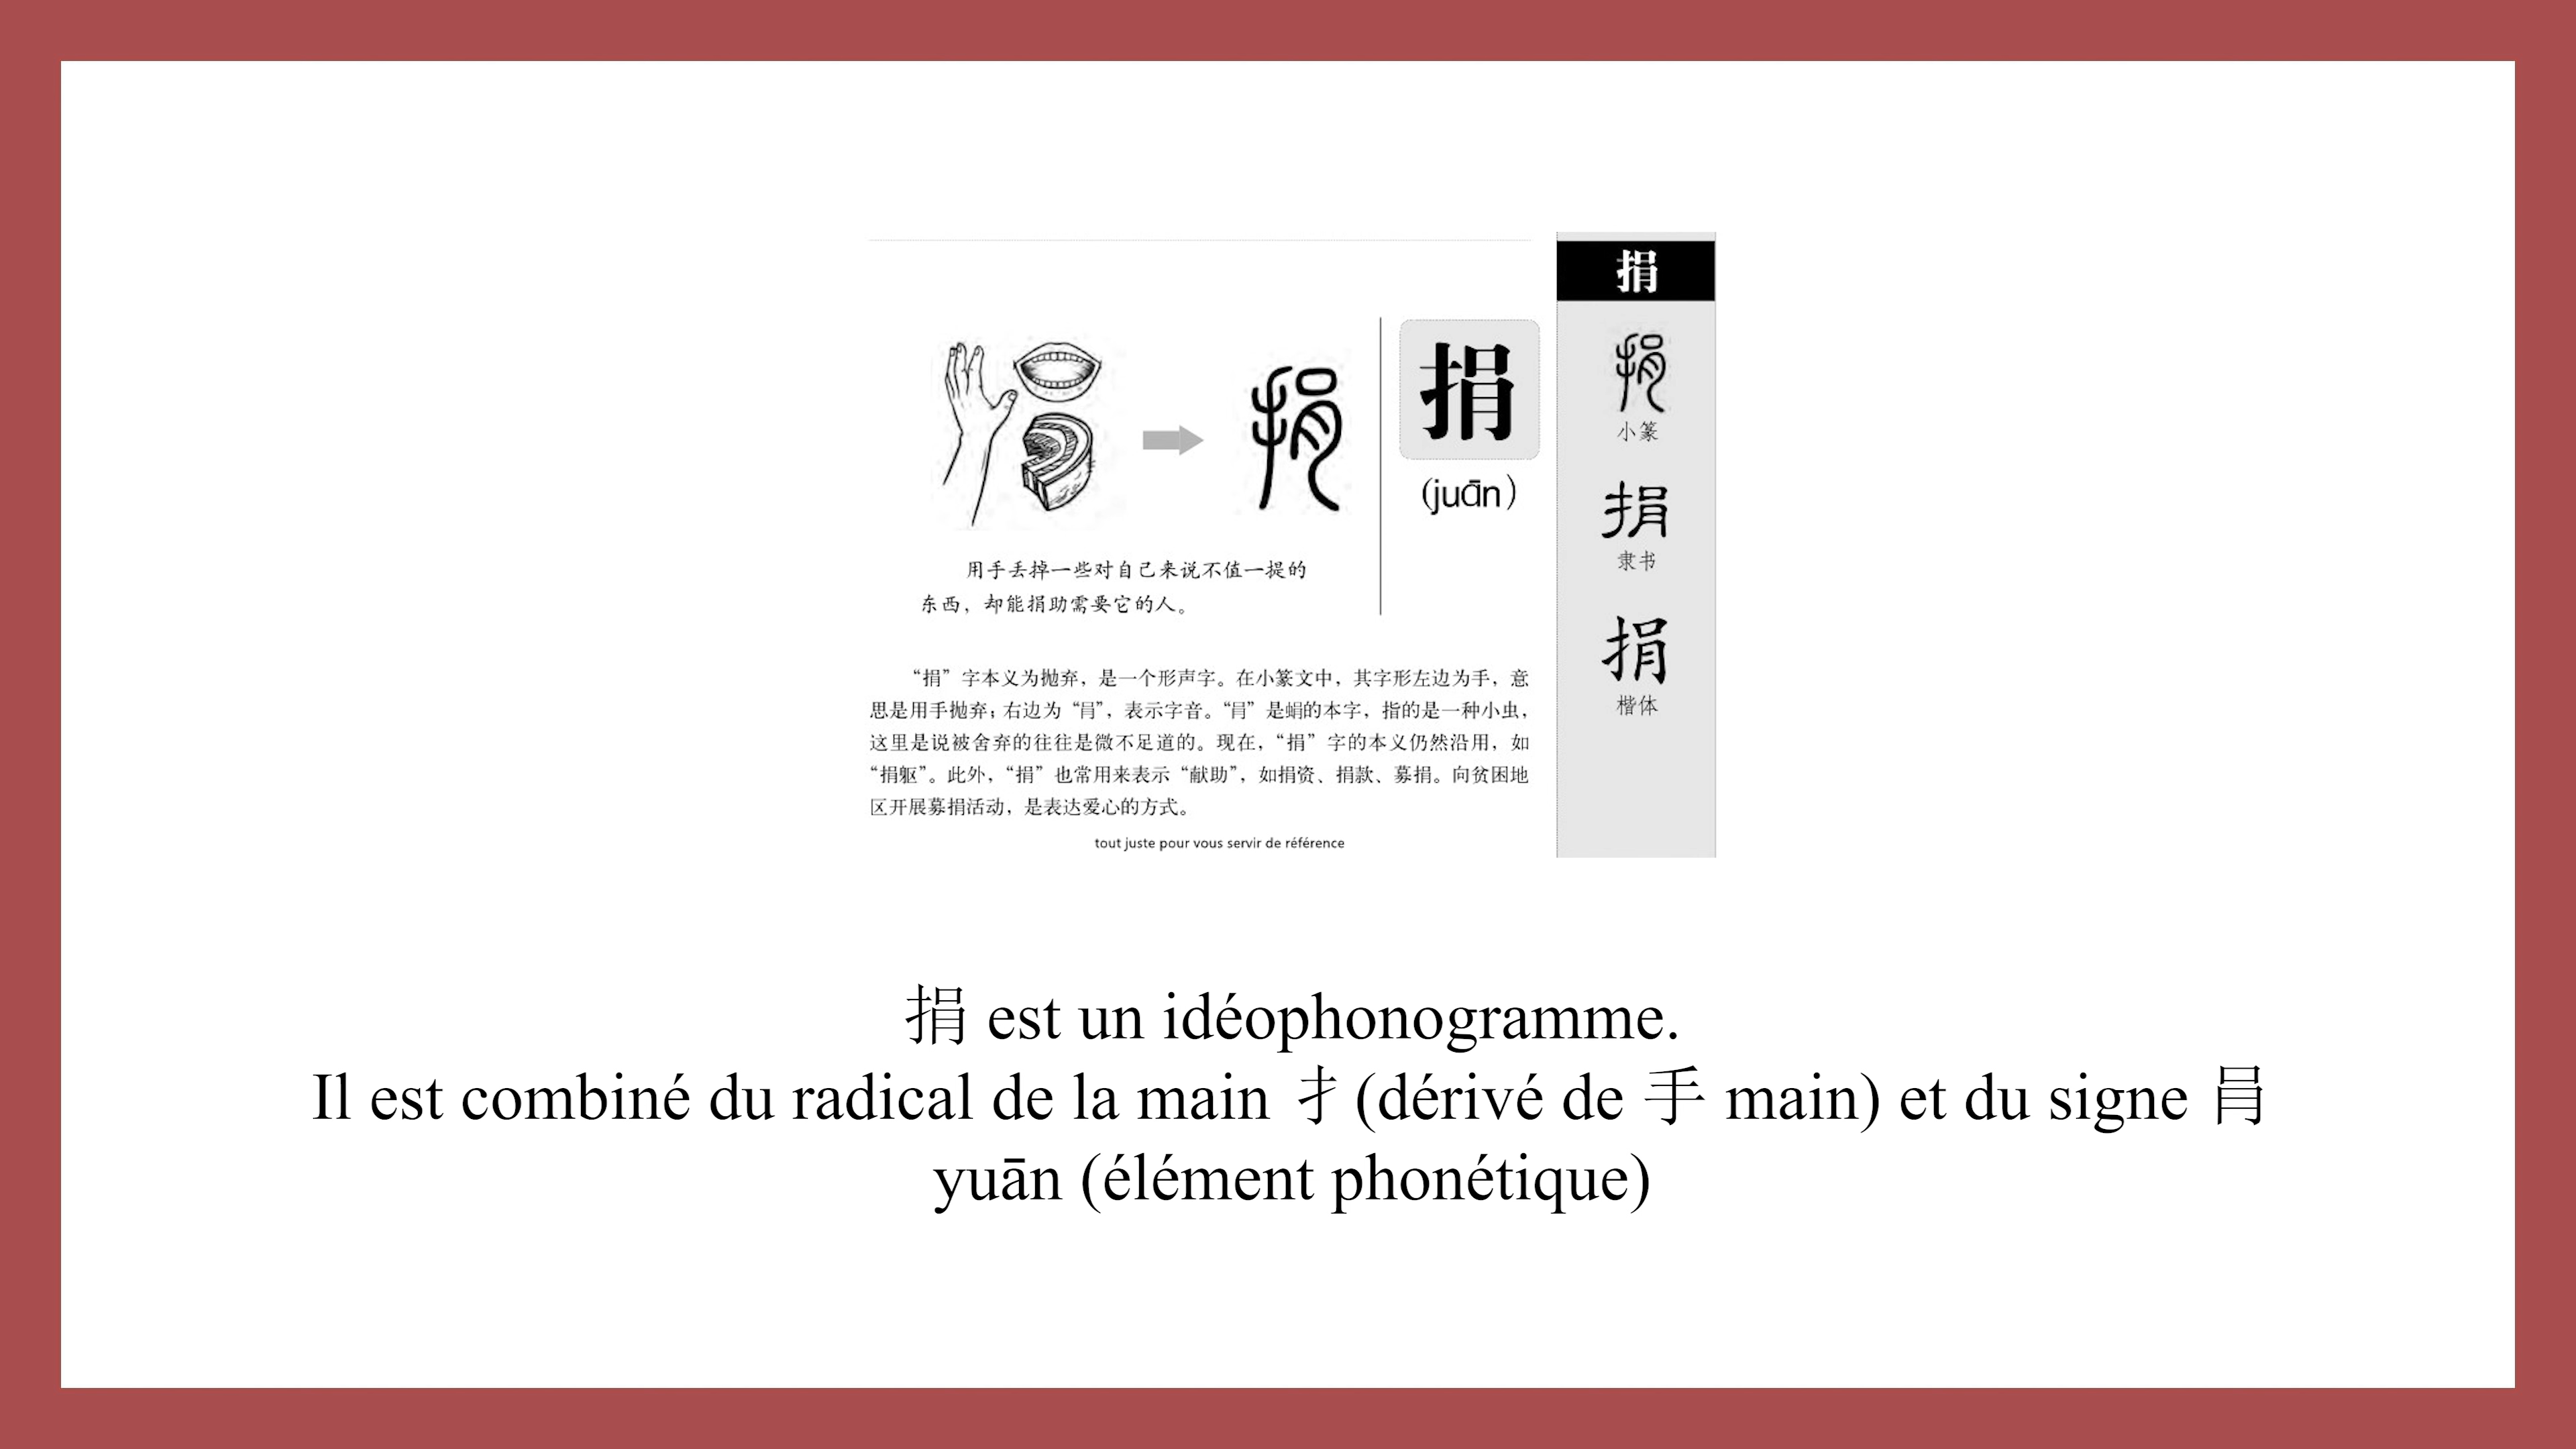 捐
(juān)
用手丢掉一些对自己来说不值一提的
东西，却能捐助需要它的人。
“捐”字本义为抛弃，是一个形声字。在小篆文中，其字形左边为手，意
思是用手抛弃；右边为“肙”，表示字音。“肙”是蜎的本字，指的是一种小虫，
这里是说被舍弃的往往是微不足道的。现在，“捐”字的本义仍然沿用，如
“捐躯”。此外，“捐”也常用来表示“献助”，如捐资、捐款、募捐。向贫困地
区开展募捐活动，是表达爱心的方式。
tout juste pour vous servir de référence
捐
捐
小篆
捐
隶书
捐
楷体
捐 est un idéophonogramme.
Il est combiné du radical de la main 扌(dérivé de 手 main) et du signe 肙
yuān (élément phonétique)